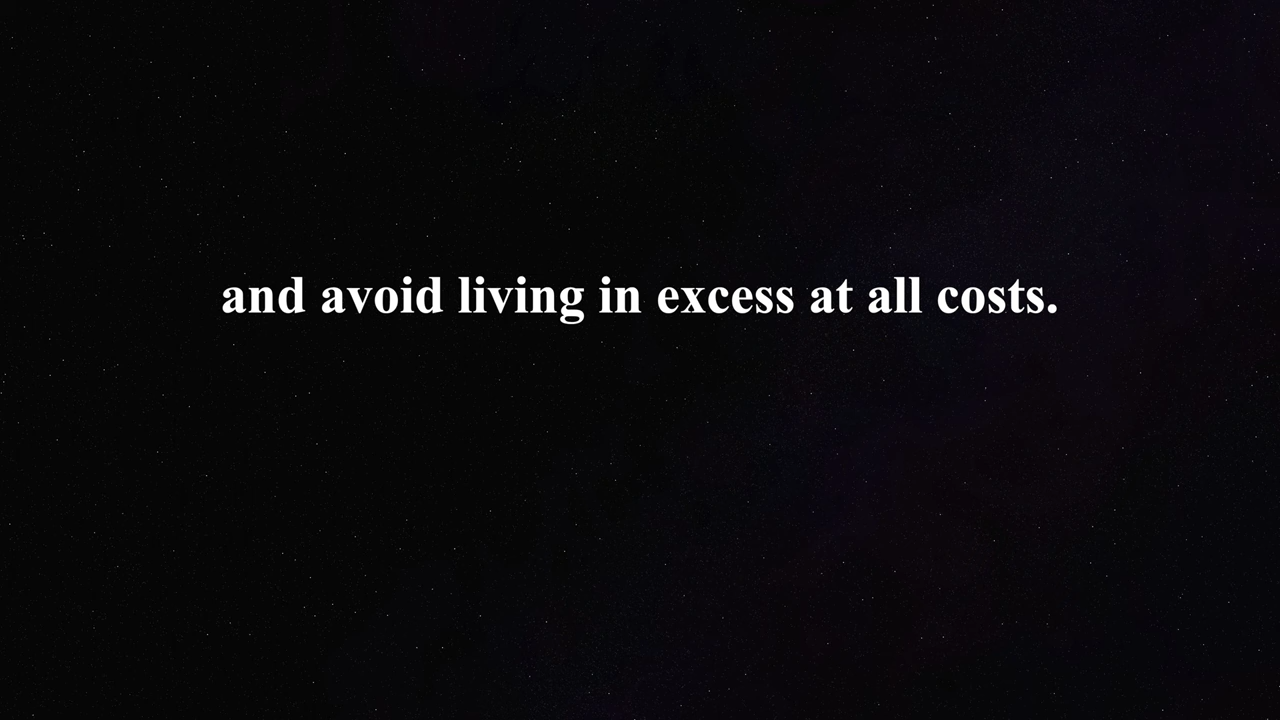 and avoid living in excess at all costs.